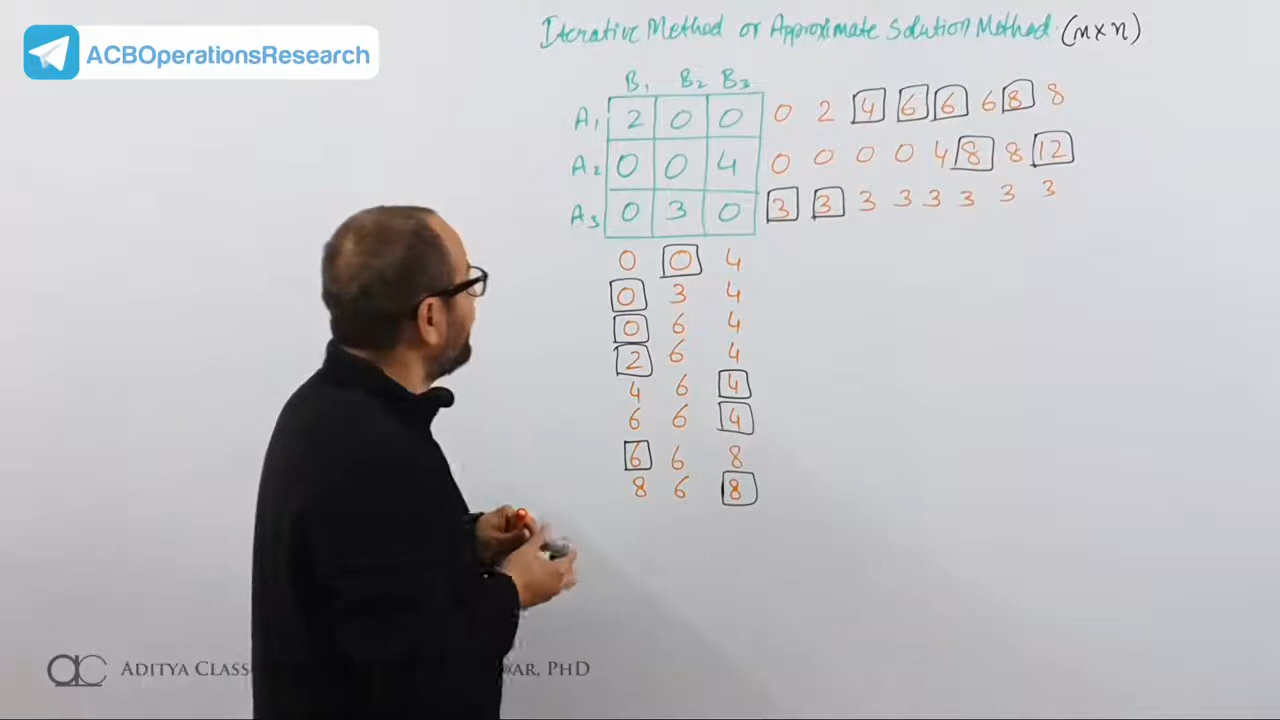 ACBOperationsResearch
Iterative Method or Approximate Solution Method (n x n)
B1 B2 B3
A1 2 0 0 0 2 4 6 6 6 8 8
A2 0 0 4 0 0 0 0 4 8 8 12
A3 0 3 0 3 3 3 3 3 3 3 3
0 0 4
0 3 4
0 6 4
2 6 4
4 6 4
6 6 4
6 6 8
8 6 8
ac ADITYA CLASS PHD